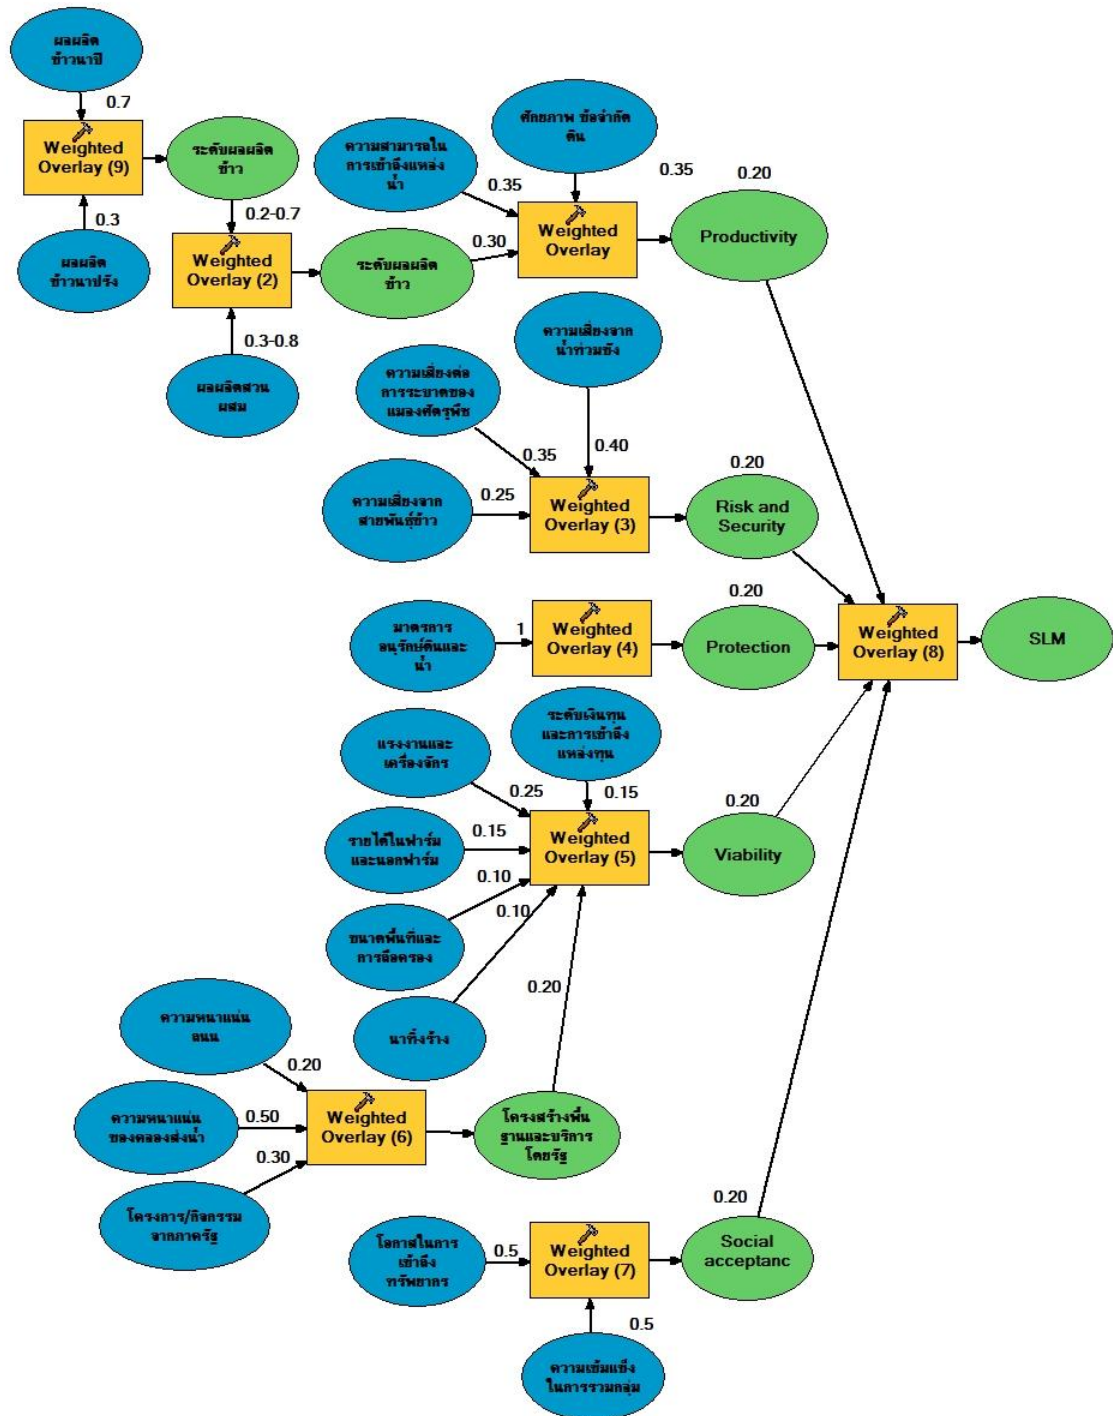 ผลผลิต
ข้าวนาปี
0.7
Weighted
Overlay (9)
0.3
ผลผลิต
ข้าวนาปรัง
ระดับผลผลิต
ข้าว
0.2-0.7
Weighted
Overlay (2)
0.3-0.8
ผลผลิตสวน
ผสม
ระดับผลผลิต
ข้าว
0.30
ความสามารถใน
การเข้าถึงแหล่ง
น้ำ
0.35
ศักยภาพ ข้อจำกัด
ดิน
0.35
Weighted
Overlay
0.20
Productivity
ความเสี่ยงจาก
น้ำท่วมขัง
0.40
ความเสี่ยงต่อ
การระบาดของ
แมลงศัตรูพืช
0.35
ความเสี่ยงจาก
สายพันธุ์ข้าว
0.25
Weighted
Overlay (3)
0.20
Risk and
Security
มาตรการ
อนุรักษ์ดินและ
น้ำ
1
Weighted
Overlay (4)
0.20
Protection
Weighted
Overlay (8)
SLM
ระดับเงินทุน
และการเข้าถึง
แหล่งทุน
0.15
แรงงานและ
เครื่องจักร
0.25
รายได้ในฟาร์ม
และนอกฟาร์ม
0.15
ขนาดพื้นที่และ
การถือครอง
0.10
นาทิ้งร้าง
0.10
Weighted
Overlay (5)
0.20
Viability
0.20
ความหนาแน่น
ถนน
0.20
ความหนาแน่น
ของคลองส่งน้ำ
0.50
โครงการ/กิจกรรม
จากภาครัฐ
0.30
Weighted
Overlay (6)
โครงสร้างพื้น
ฐานและบริการ
โดยรัฐ
โอกาสในการ
เข้าถึง
ทรัพยากร
0.5
Weighted
Overlay (7)
0.5
ความเข้มแข็ง
ในการรวมกลุ่ม
0.20
Social
acceptanc